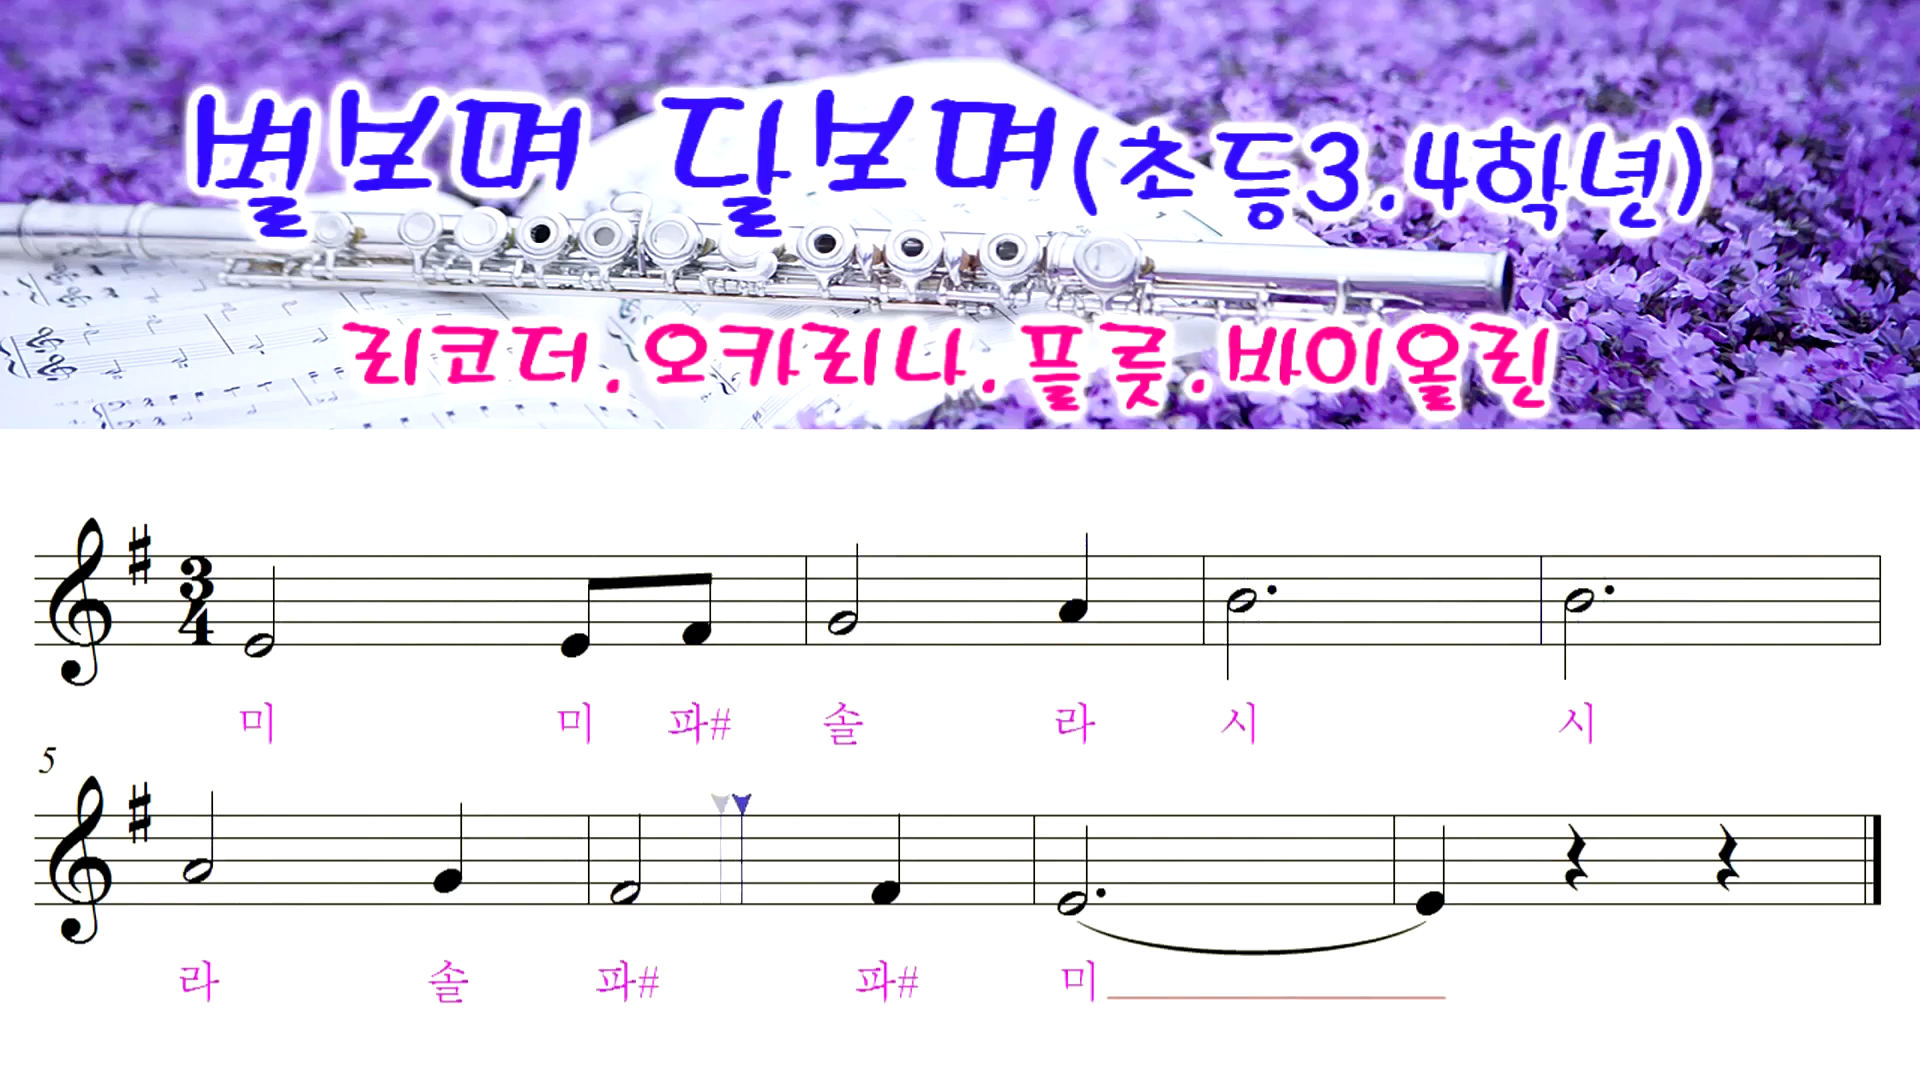 별보며 달보며(초등3.4학년)
리코더.오카리나.플룻.바이올린
3
4
미 미 파# 솔 라 시 시
5
라 솔 파# 파# 미